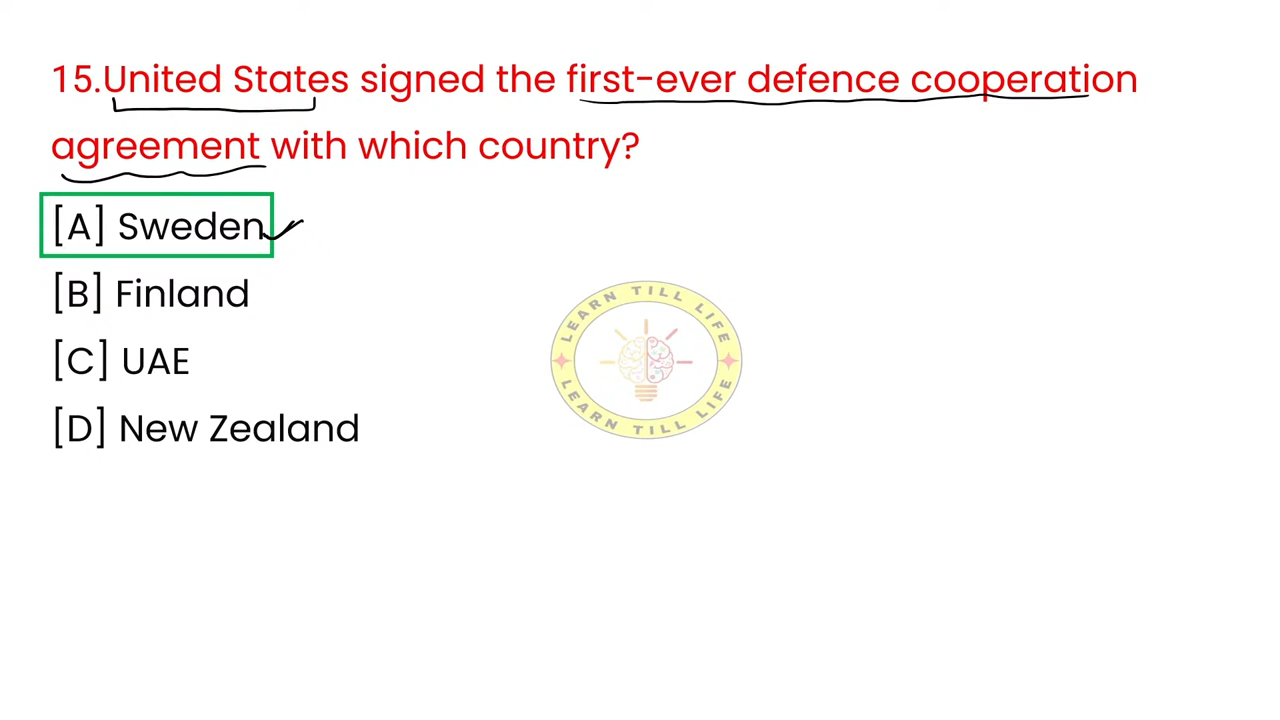 15.United States signed the first-ever defence cooperation
agreement with which country?
[A] Sweden
[B] Finland
[C] UAE
[D] New Zealand
LEARN TILL LIFE
LEARN TILL LIFE